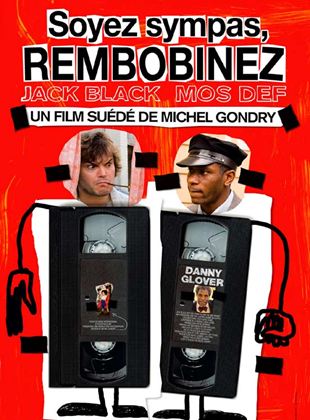 Soyez sympas,
REMBOBINEZ
JACK BLACK MOS DEF
UN FILM SUÉDÉ DE MICHEL GONDRY
DANNY
GLOVER